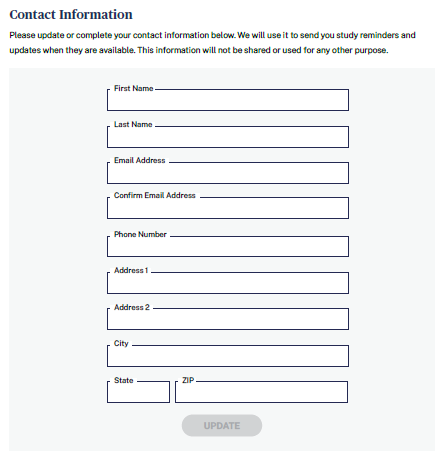 Contact Information
Please update or complete your contact information below. We will use it to send you study reminders and
updates when they are available. This information will not be shared or used for any other purpose.
First Name
Last Name
Email Address
Confirm Email Address
Phone Number
Address 1
Address 2
City
State ZIP
UPDATE